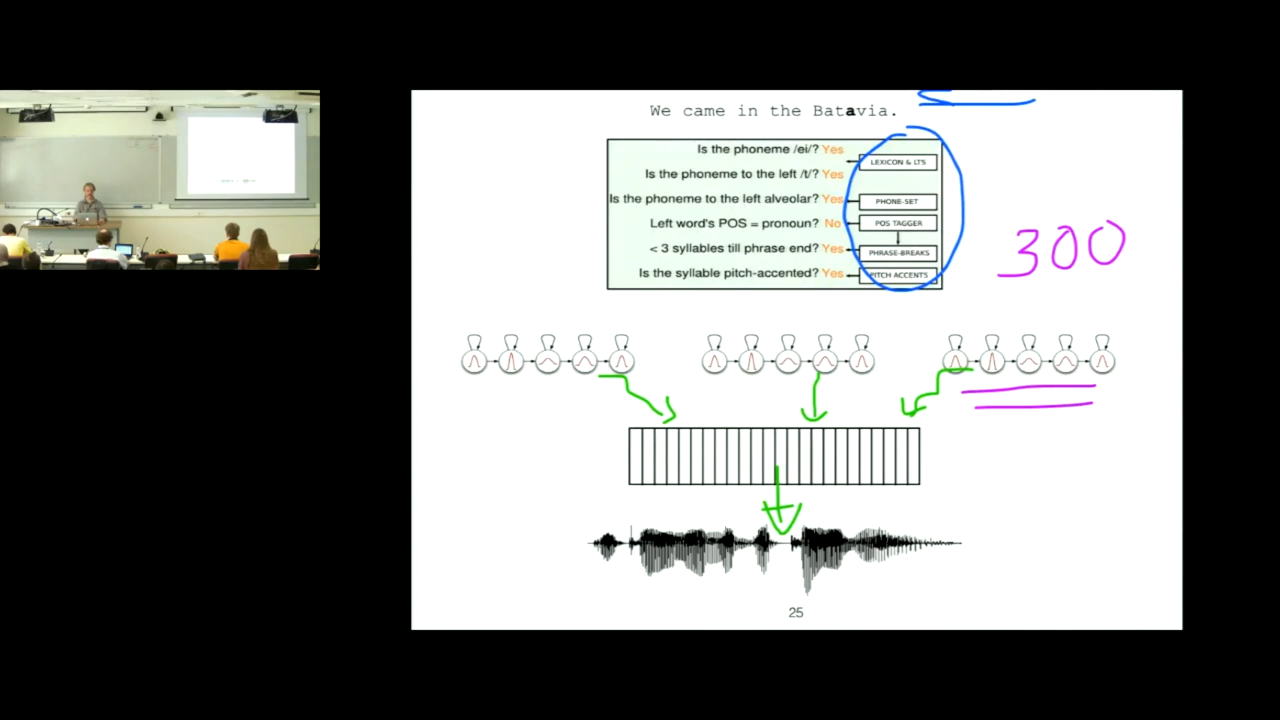 We came in the Batavia.
Is the phoneme /ei/? Yes
LEXICON & LTS
Is the phoneme to the left /t/? Yes
Is the phoneme to the left alveolar? Yes
PHONE-SET
Left word's POS = pronoun? No
POS TAGGER
< 3 syllables till phrase end? Yes
PHRASE-BREAKS
Is the syllable pitch-accented? Yes
PITCH ACCENTS
300
25